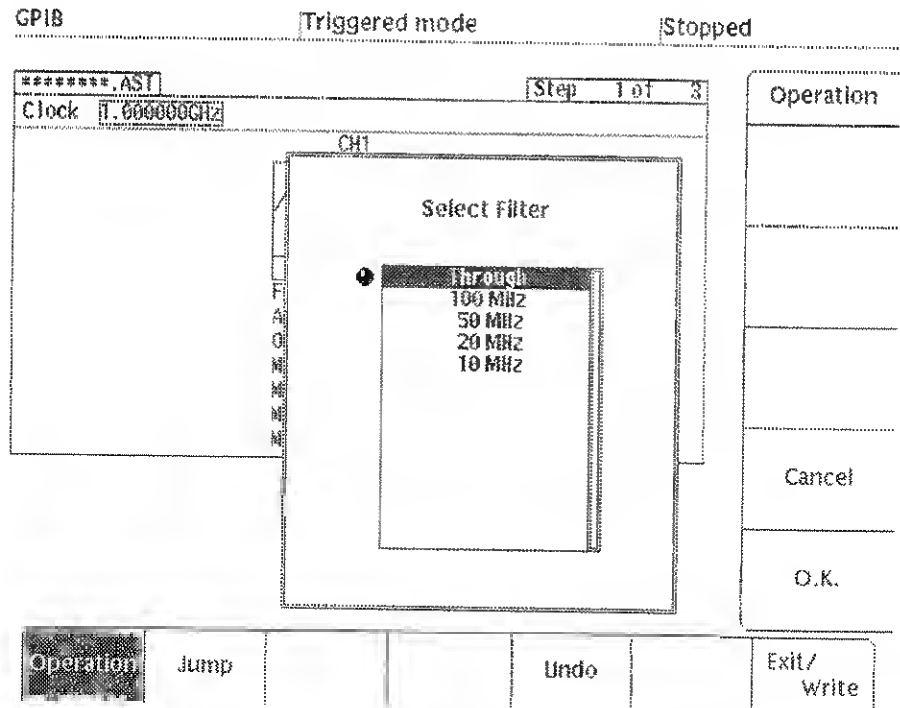 GPIB Triggered mode Stopped
********.AST Step 1 of 3
Clock 1.000000GHz
CH1
Select Filter
Through
100 MHz
50 MHz
20 MHz
10 MHz
F
A
O
M
M
M
M
Operation
Cancel
O.K.
Operation Jump Undo Exit/
Write